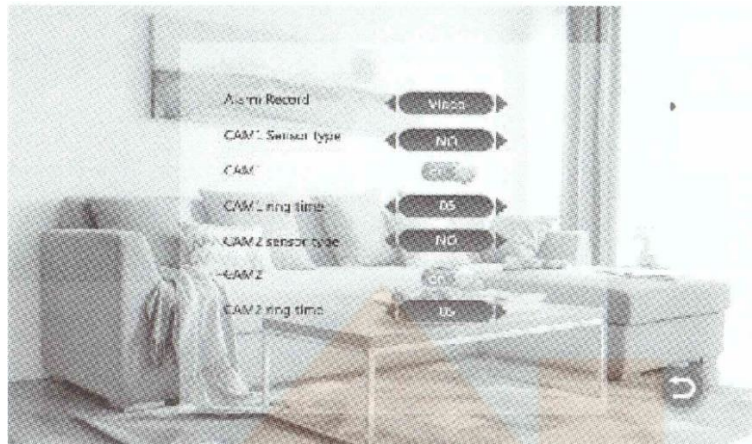 Alarm Record Video
CAM1 Sensor type NO
CAM1
CAM1 ring time 05
CAM2 sensor type NO
CAM2
CAM2 ring time 05